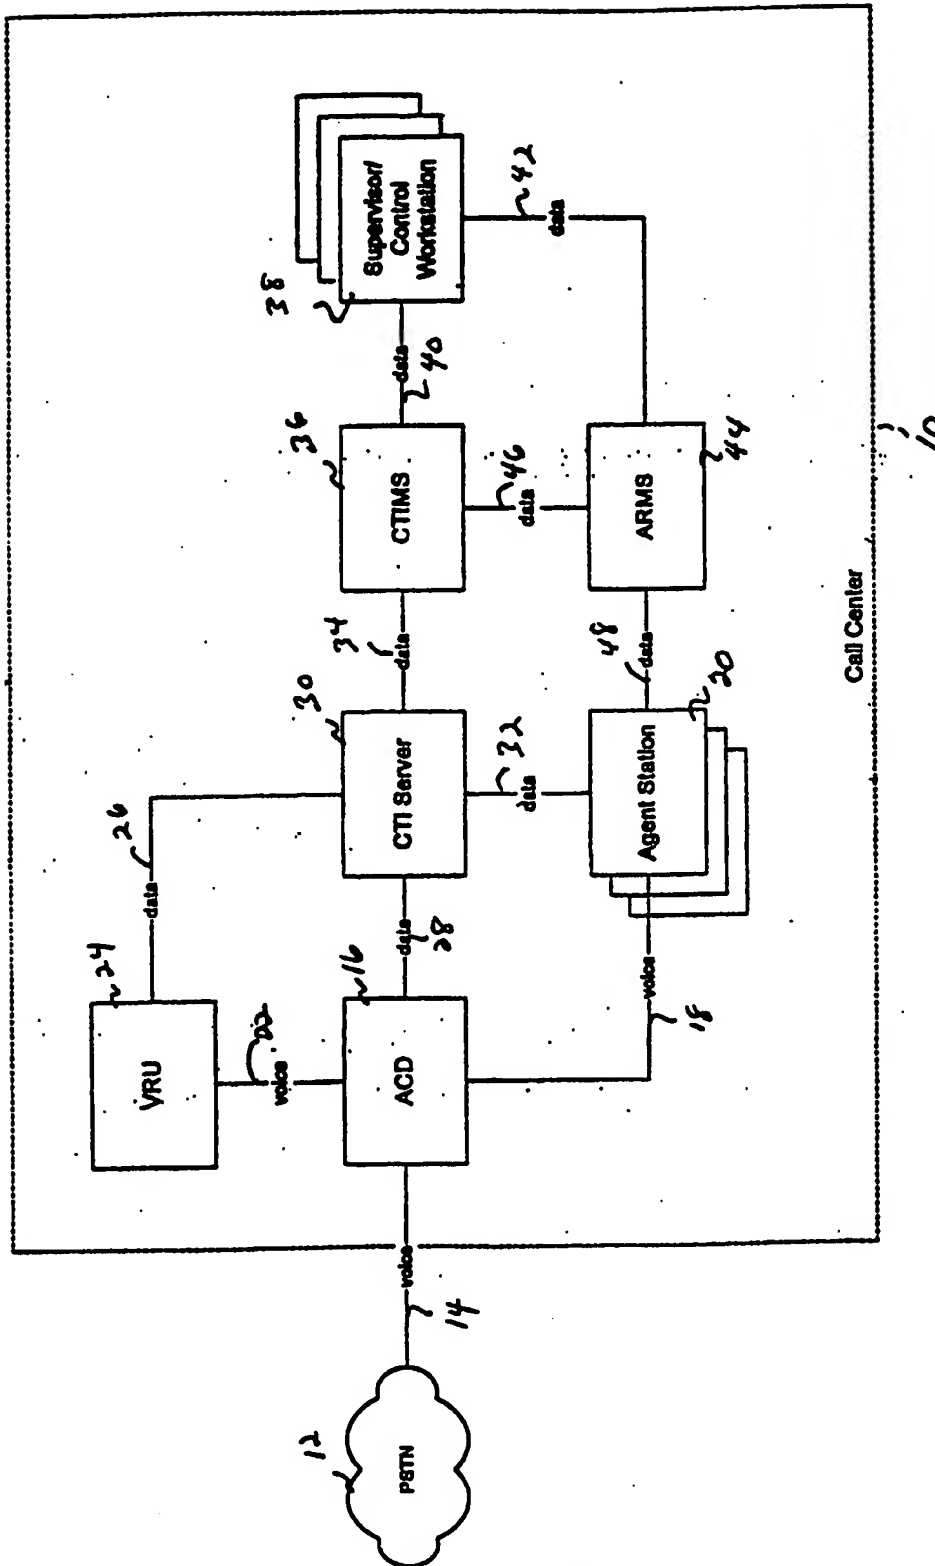 12
PSTN
14
voice
24
VRU
22
voice
16
ACD
26
data
28
data
18
voice
30
CTI Server
32
data
20
Agent Station
34
data
48
data
36
CTIMS
46
data
44
ARMS
40
data
38
Supervisor/
Control
Workstation
42
data
Call Center
10